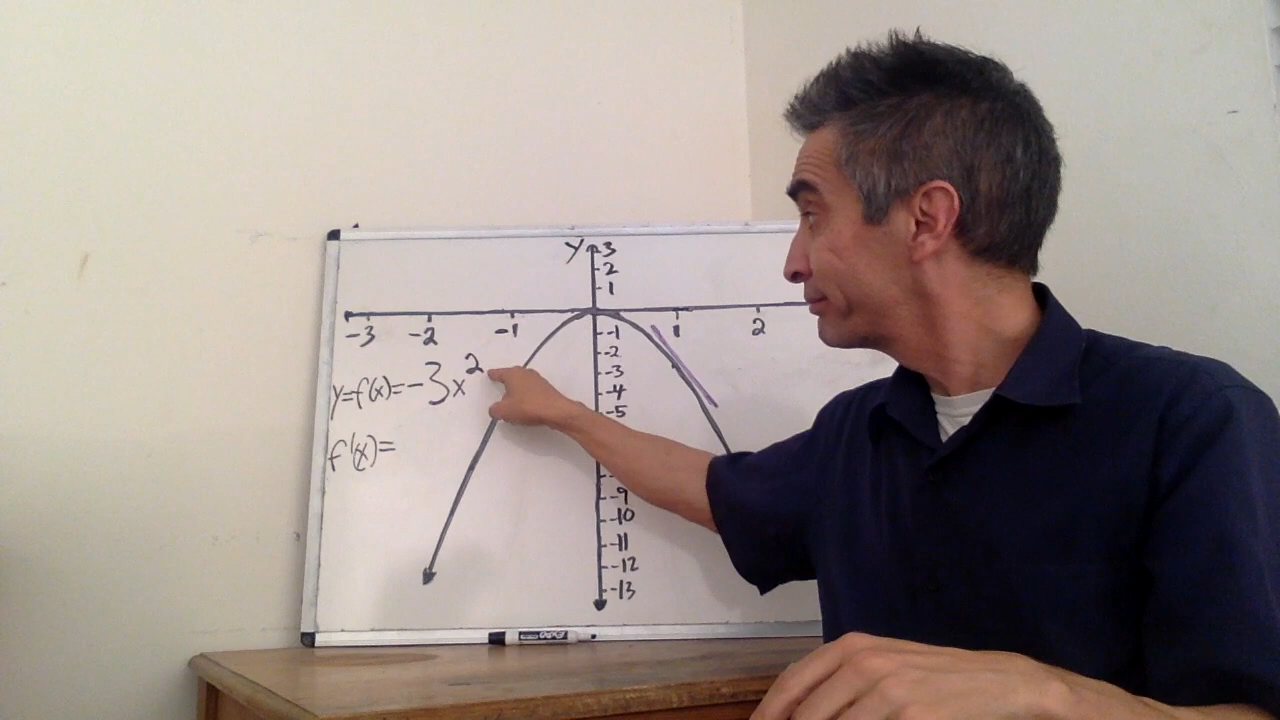 y
3
2
1
-3 -2 -1 1 2
-1
-2
-3
-4
-5
-9
-10
-11
-12
-13
y=f(x)=-3x²
f'(x)=
EXPO